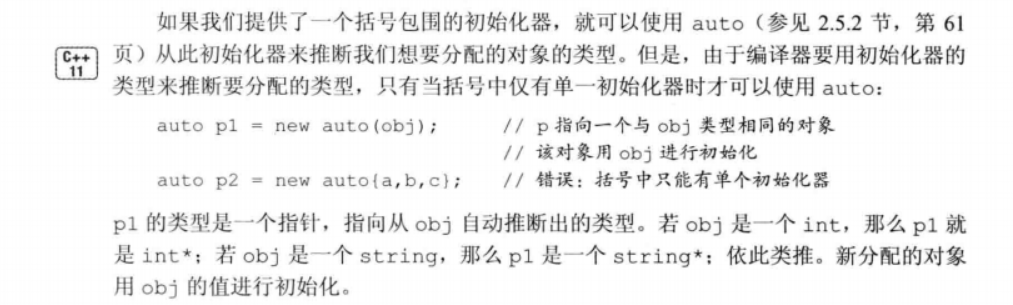 如果我们提供了一个括号包围的初始化器，就可以使用 auto（参见 2.5.2 节，第 61
C++
11
页）从此初始化器来推断我们想要分配的对象的类型。但是，由于编译器要用初始化器的
类型来推断要分配的类型，只有当括号中仅有单一初始化器时才可以使用 auto：
auto p1 = new auto(obj); // p 指向一个与 obj 类型相同的对象
// 该对象用 obj 进行初始化
auto p2 = new auto{a,b,c}; // 错误：括号中只能有单个初始化器
p1 的类型是一个指针，指向从 obj 自动推断出的类型。若 obj 是一个 int，那么 p1 就
是 int*；若 obj 是一个 string，那么 p1 是一个 string*；依此类推。新分配的对象
用 obj 的值进行初始化。